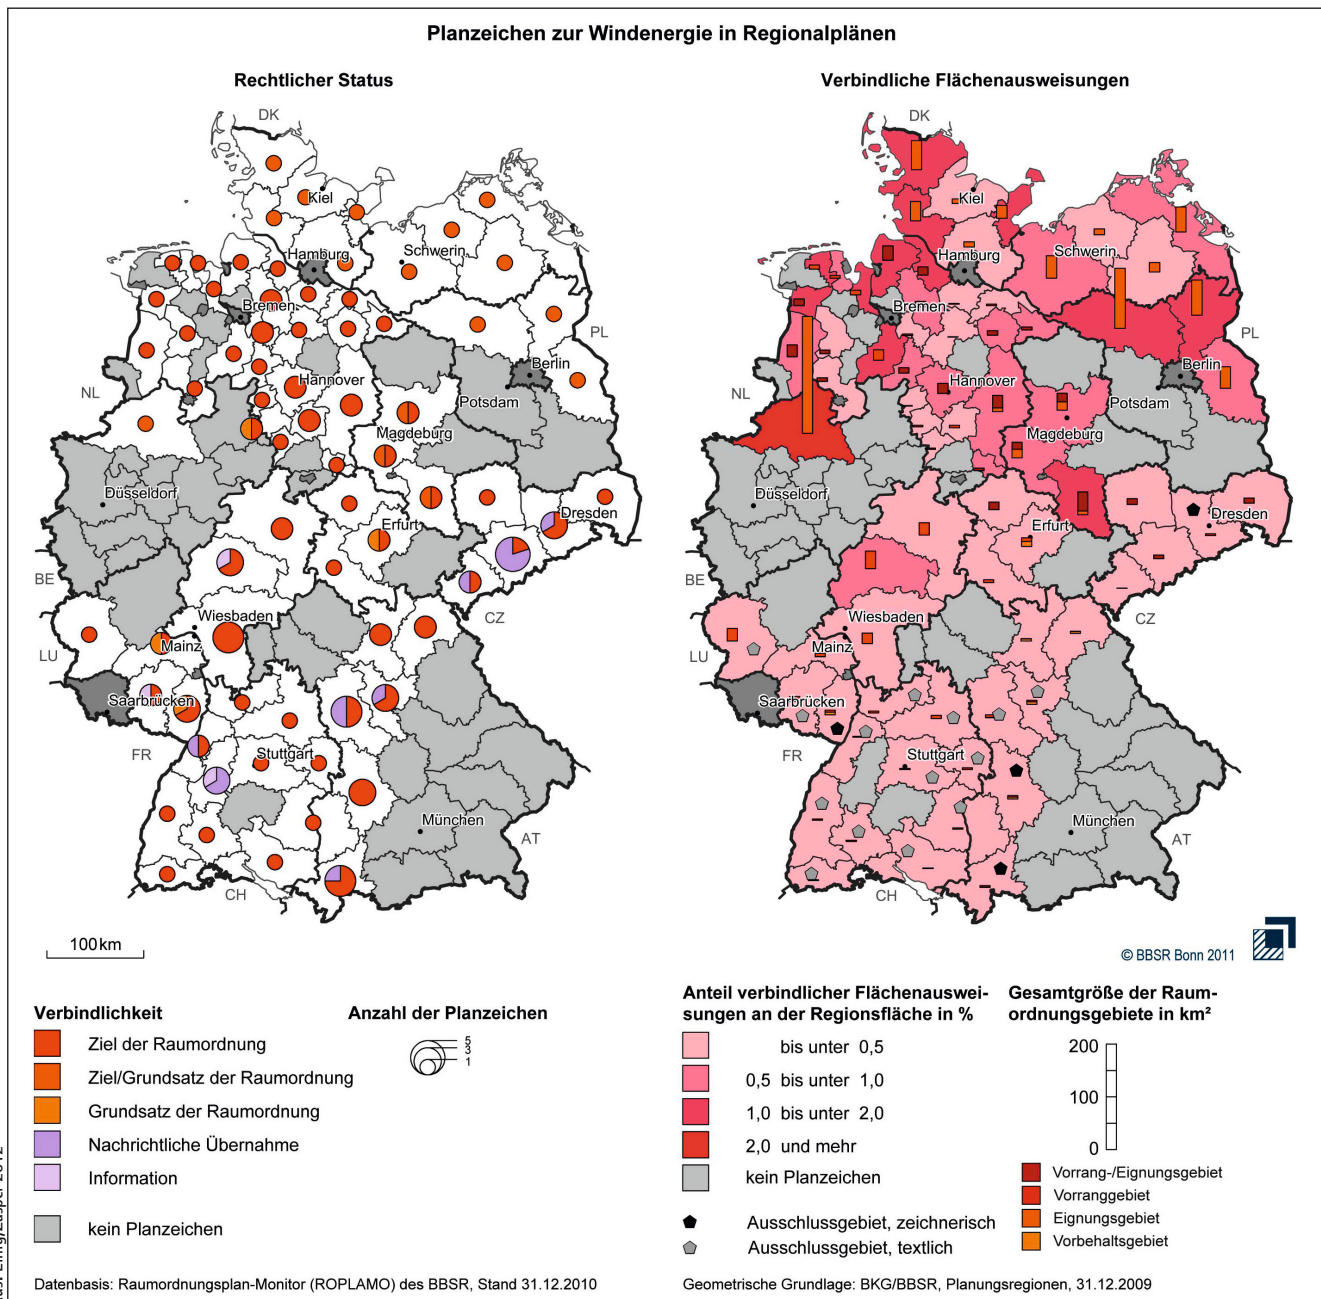 Planzeichen zur Windenergie in Regionalplänen
Rechtlicher Status
DK
Kiel
Hamburg
Schwerin
Bremen
PL
Berlin
NL
Hannover
Potsdam
Magdeburg
Düsseldorf
Erfurt
Dresden
BE
CZ
Wiesbaden
LU
Mainz
Saarbrücken
FR
Stuttgart
München
AT
CH
100 km
Verbindliche Flächenausweisungen
DK
Kiel
Hamburg
Schwerin
Bremen
PL
Berlin
NL
Hannover
Potsdam
Magdeburg
Düsseldorf
Erfurt
Dresden
BE
CZ
Wiesbaden
LU
Mainz
Saarbrücken
FR
Stuttgart
München
AT
CH
© BBSR Bonn 2011
Verbindlichkeit
Ziel der Raumordnung
Ziel/Grundsatz der Raumordnung
Grundsatz der Raumordnung
Nachrichtliche Übernahme
Information
kein Planzeichen
Anzahl der Planzeichen
5
3
1
Anteil verbindlicher Flächenauswei-
sungen an der Regionsfläche in %
bis unter 0,5
0,5 bis unter 1,0
1,0 bis unter 2,0
2,0 und mehr
kein Planzeichen
Ausschlussgebiet, zeichnerisch
Ausschlussgebiet, textlich
Gesamtgröße der Raum-
ordnungsgebiete in km²
200
100
0
Vorrang-/Eignungsgebiet
Vorranggebiet
Eignungsgebiet
Vorbehaltsgebiet
Datenbasis: Raumordnungsplan-Monitor (ROPLAMO) des BBSR, Stand 31.12.2010
Geometrische Grundlage: BKG/BBSR, Planungsregionen, 31.12.2009